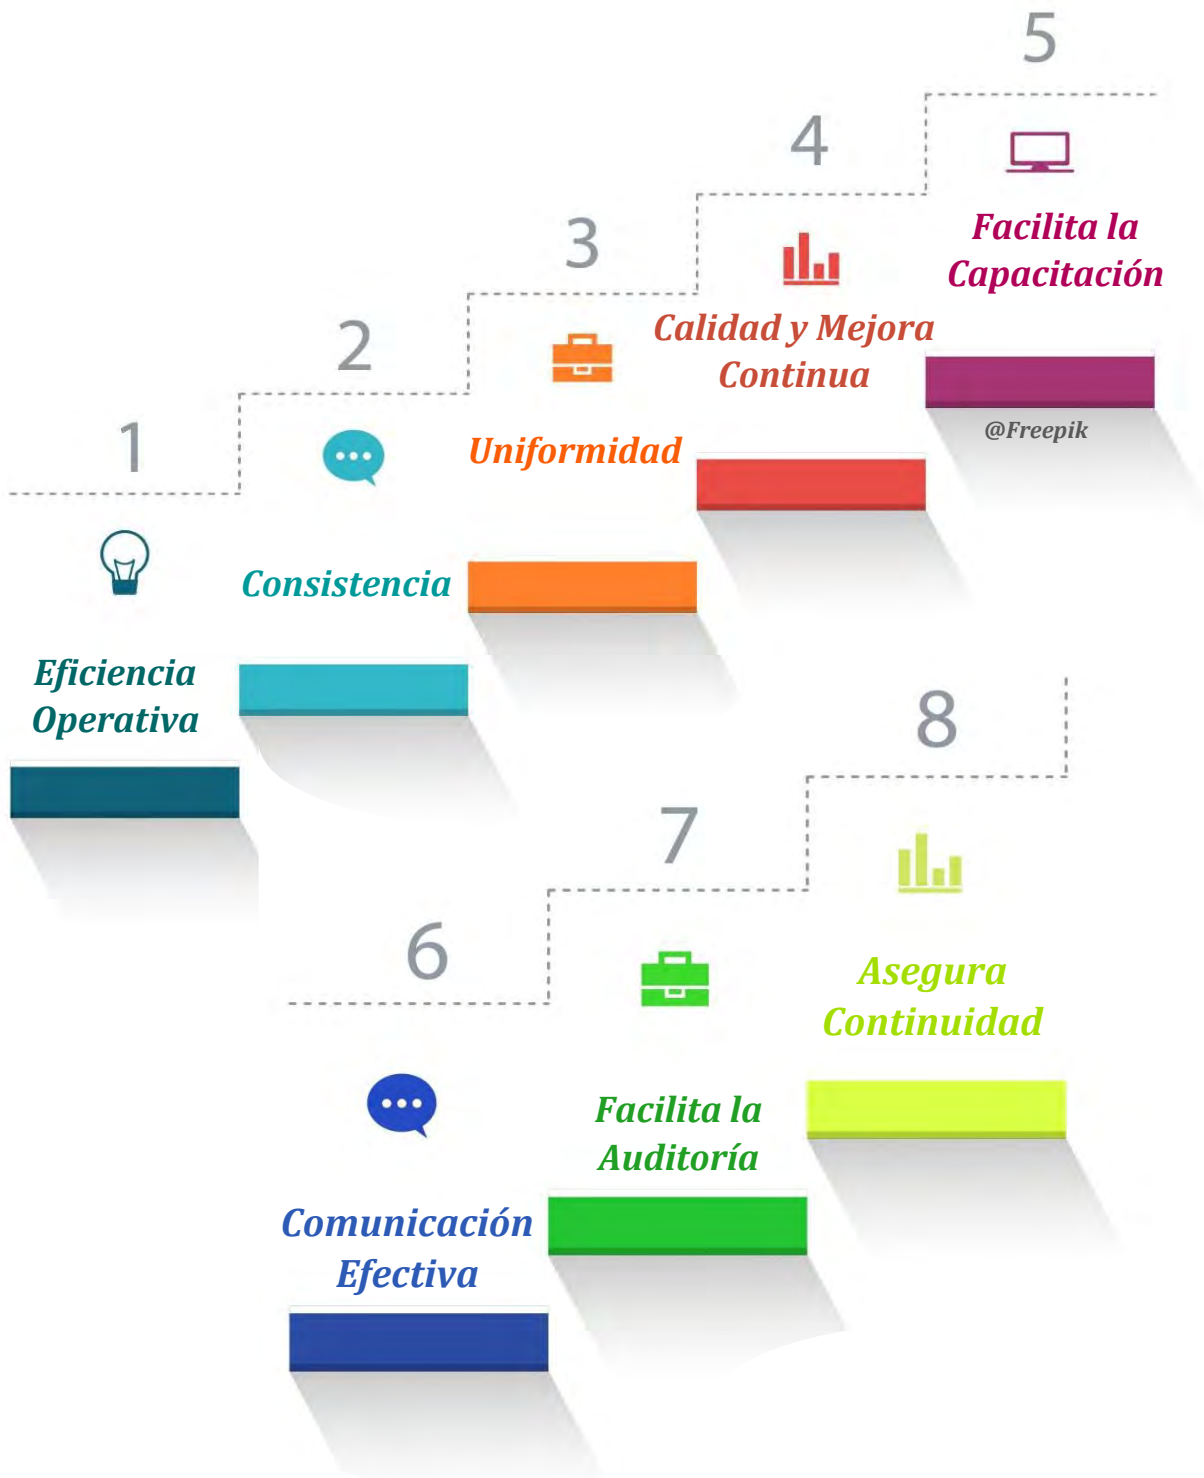 1
Eficiencia
Operativa
2
Consistencia
3
Uniformidad
4
Calidad y Mejora
Continua
5
Facilita la
Capacitación
@Freepik
6
Comunicación
Efectiva
7
Facilita la
Auditoría
8
Asegura
Continuidad